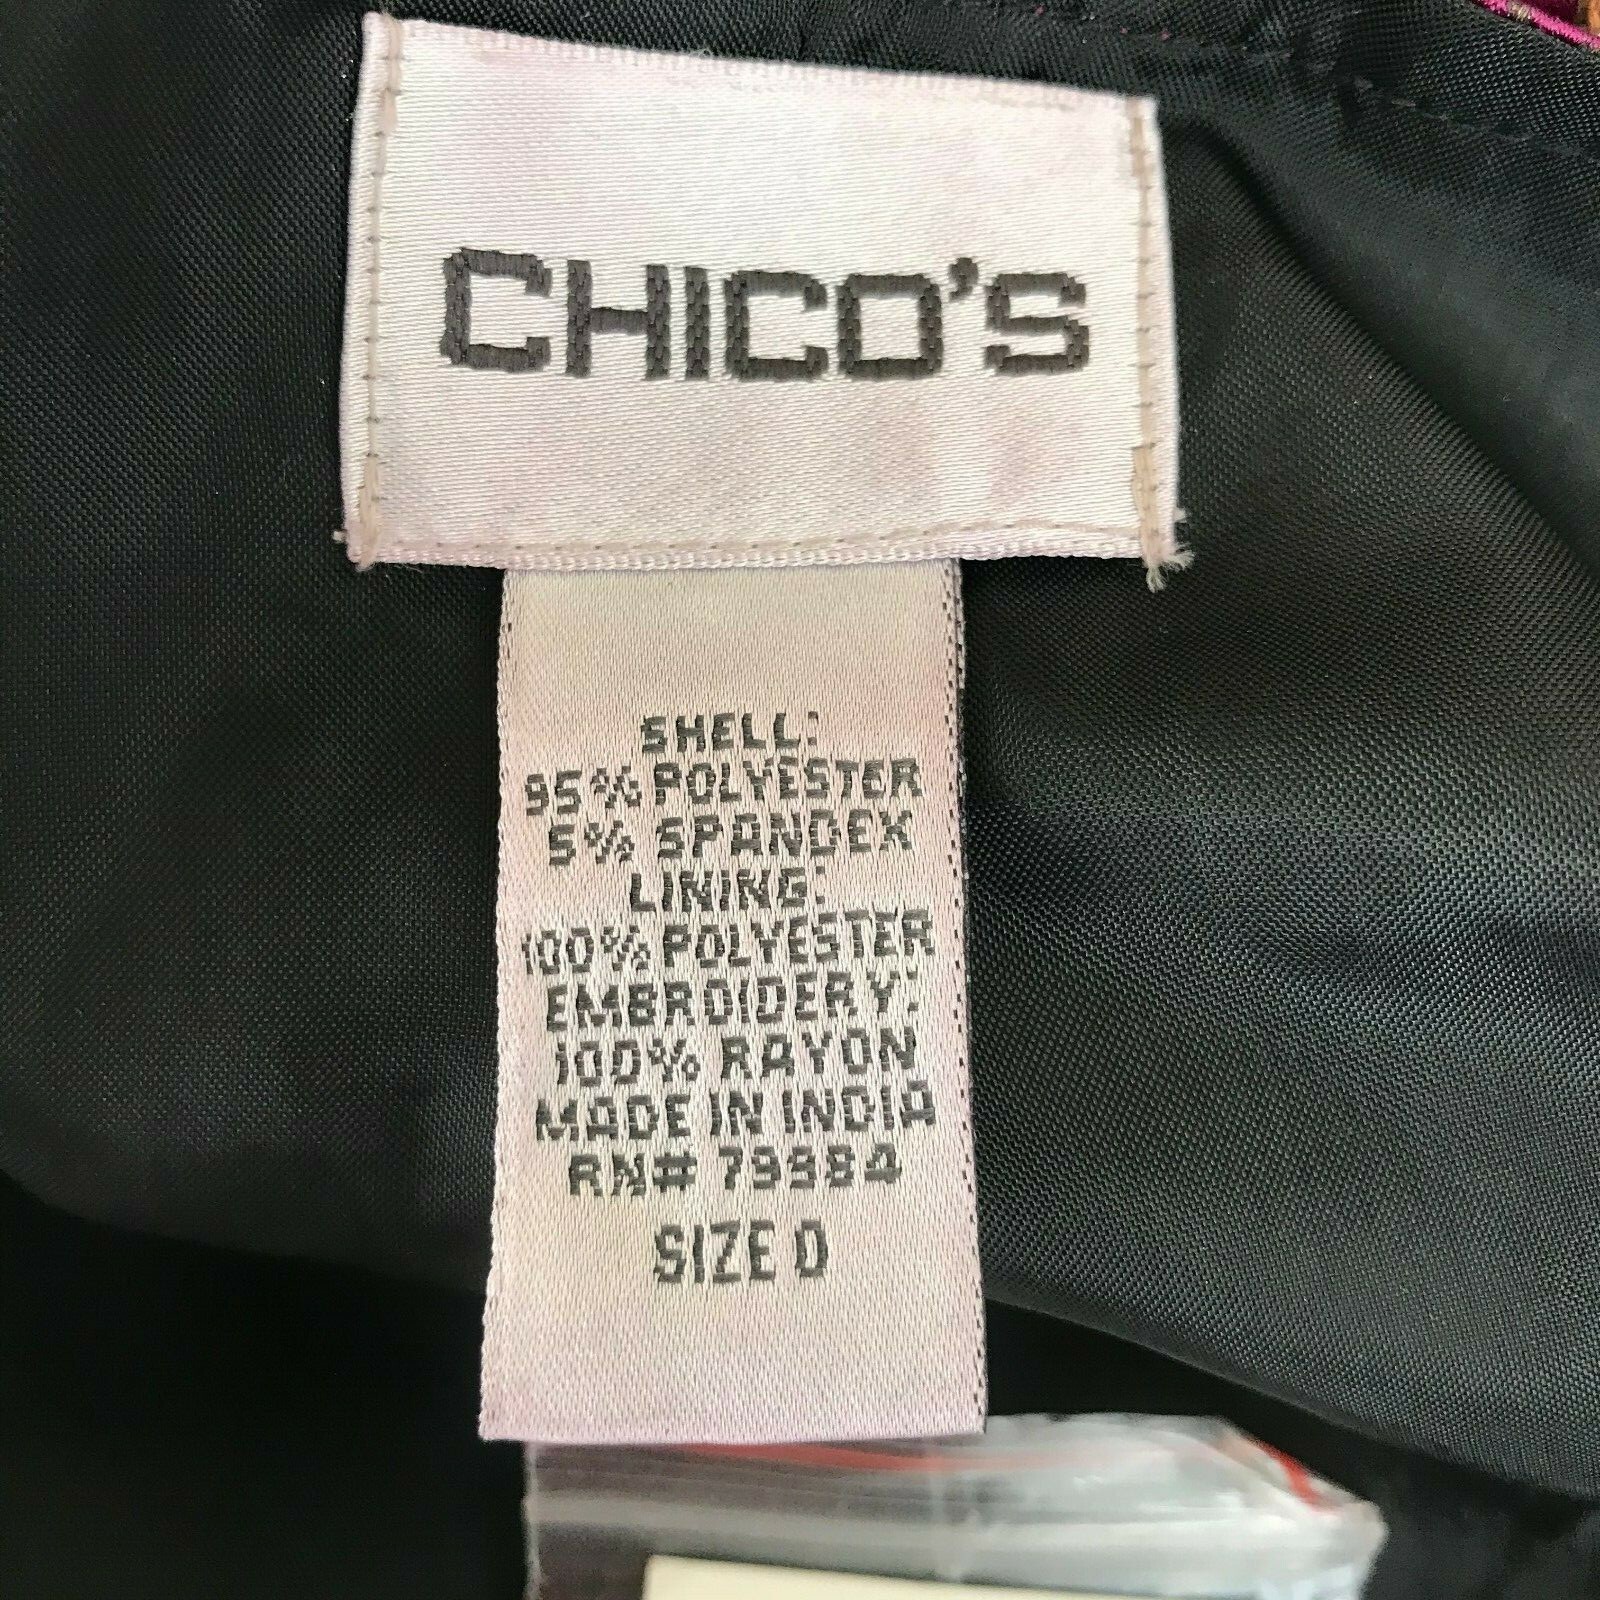 CHICO'S
SHELL:
95% POLYESTER
5% SPANDEX
LINING:
100% POLYESTER
EMBROIDERY:
100% RAYON
MADE IN INDIA
RN# 79984
SIZE 0